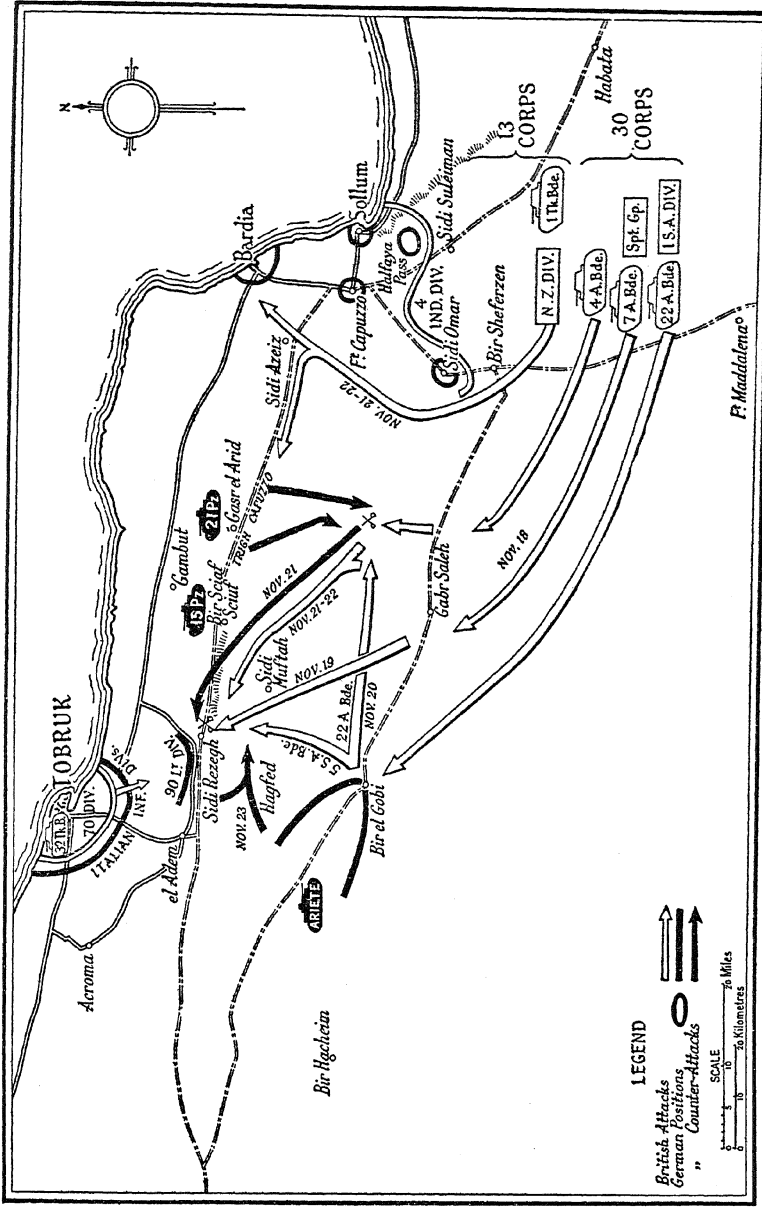 N
TOBRUK
32 Tk.B.
70 DIV.
ITALIAN INF. DIVS.
Acroma
el Adem
90 LT DIV.
Gambut
15 Pz
21 Pz
Bir Sciaf
Sciuf
Gasr el Arid
TRIGH CAPUZZO
Bardia
Sollum
Halfaya
Pass
Ft. Capuzzo
Sidi Azeiz
Sidi Suleiman
4
IND. DIV.
Sidi Omar
Bir Sheferzen
Habata
13
CORPS
30
CORPS
1 Tk. Bde.
N.Z. DIV.
4 A. Bde.
7 A. Bde.
Spt. Gp.
22 A. Bde
1 S.A. DIV.
Ft. Maddalena
NOV. 21-22
NOV. 21
NOV. 21-22
NOV. 18
NOV. 19
Sidi
Muftah
Sidi Rezegh
NOV. 23
Hagfed
5 S.A. Bde.
22 A Bde.
NOV. 20
Gabr Saleh
Bir el Gobi
ARIETE
Bir Hacheim
LEGEND
British Attacks
German Positions
" Counter-Attacks
SCALE
0 5 10 20 Miles
0 10 20 Kilometres